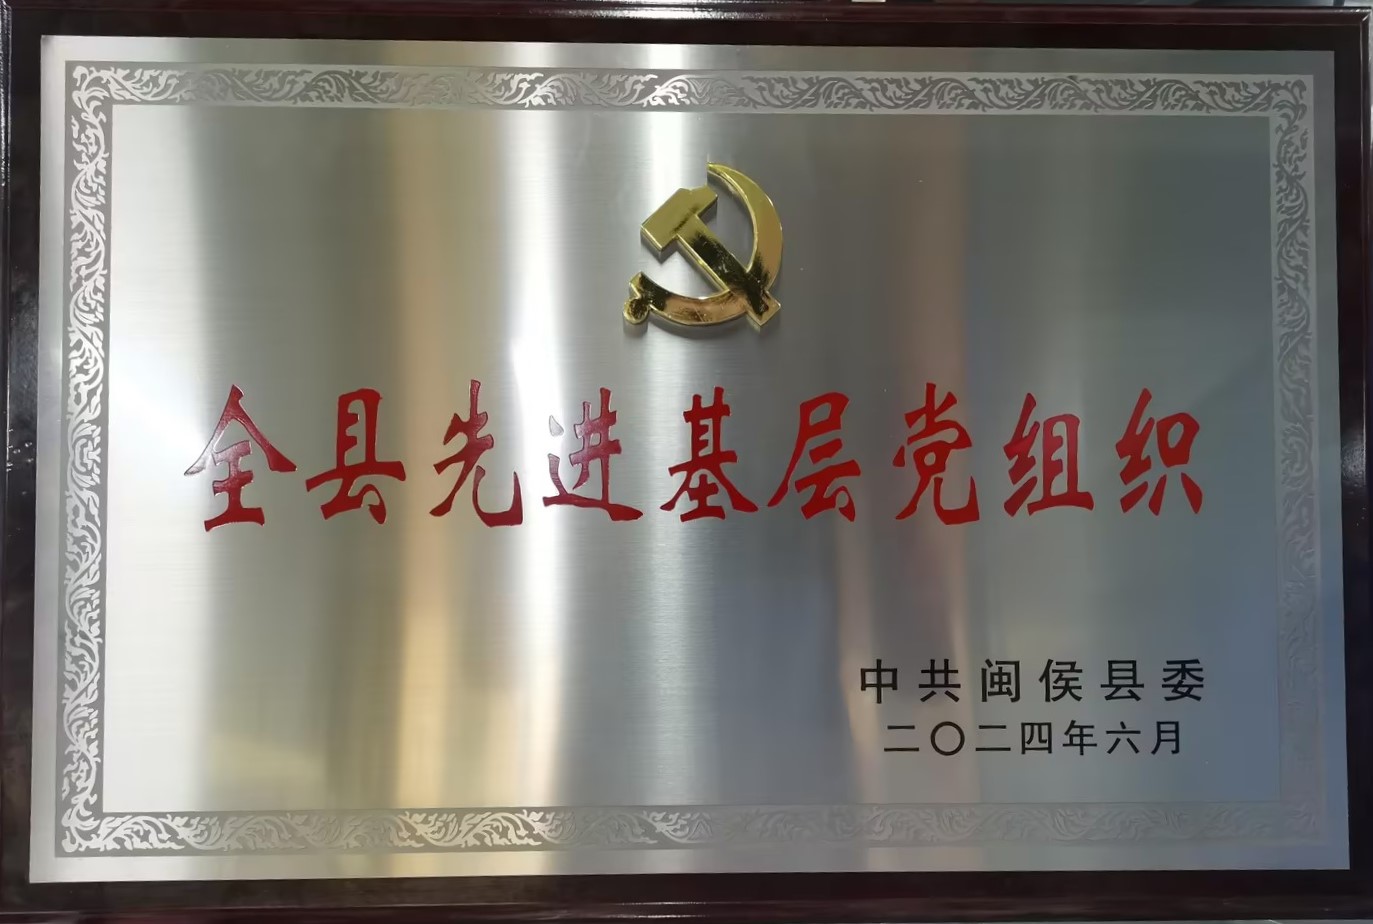 全县先进基层党组织
中共闽侯县委
二〇二四年六月